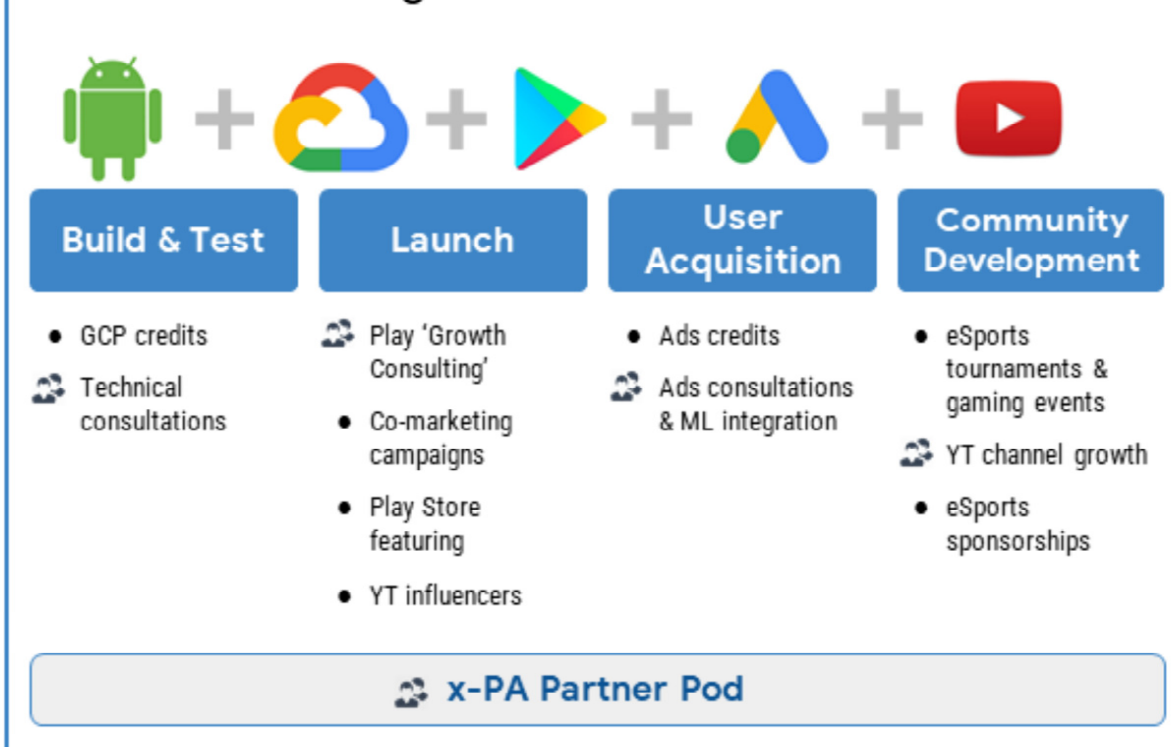 Build & Test
GCP credits
Technical
consultations
Launch
Play ‘Growth
Consulting’
Co-marketing
campaigns
Play Store
featuring
YT influencers
User
Acquisition
Ads credits
Ads consultations
& ML integration
Community
Development
eSports
tournaments &
gaming events
YT channel growth
eSports
sponsorships
x-PA Partner Pod